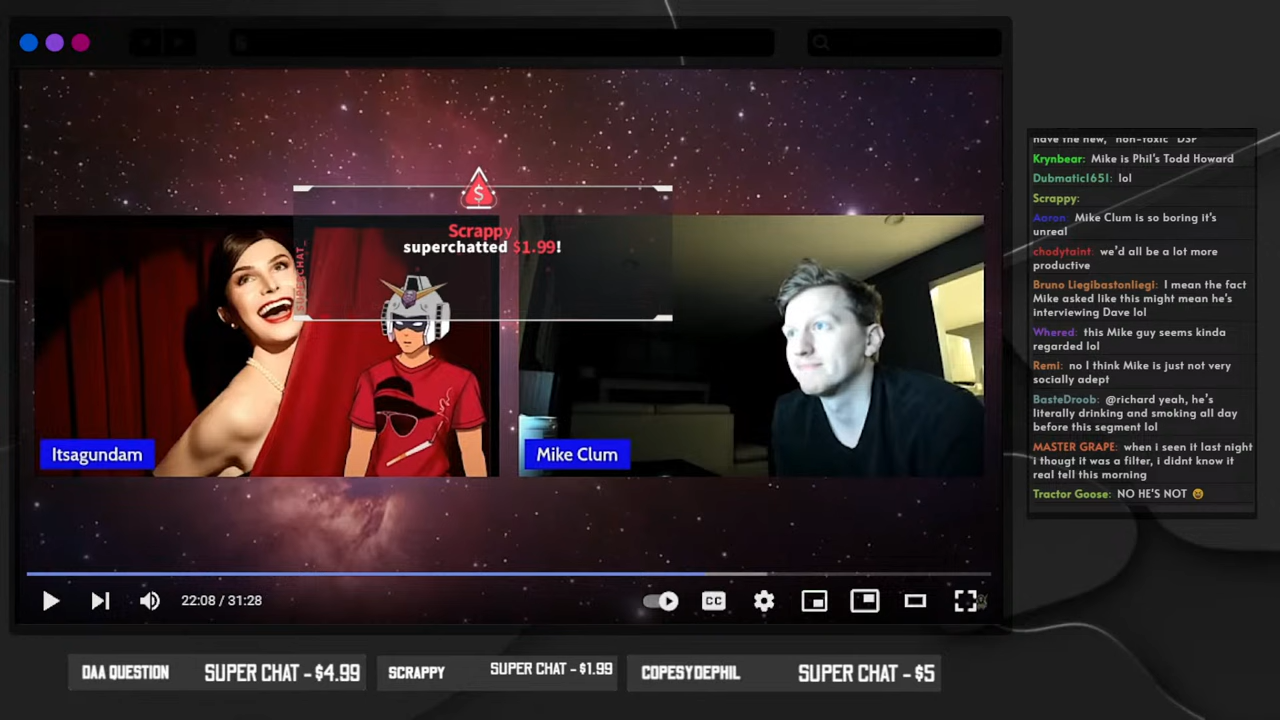 Scrappy
superchatted $1.99!
SUPERCHAT_
$
Itsagundam
Mike Clum
22:08 / 31:28
CC
have the new, "non-toxic" DSP
Krynbear: Mike is Phil's Todd Howard
Dubmatic1651: lol
Scrappy:
Aaron: Mike Clum is so boring it's
unreal
chodytaint: we'd all be a lot more
productive
Bruno Liegibastonliegi: I mean the fact
Mike asked like this might mean he's
interviewing Dave lol
Whered: this Mike guy seems kinda
regarded lol
Remi: no I think Mike is just not very
socially adept
BasteDroob: @richard yeah, he's
literally drinking and smoking all day
before this segment lol
MASTER GRAPE: when i seen it last night
i thougt it was a filter, i didnt know it
real tell this morning
Tractor Goose: NO HE'S NOT 😆
DAA QUESTION SUPER CHAT - $4.99
SCRAPPY SUPER CHAT - $1.99
COPESYDEPHIL SUPER CHAT - $5